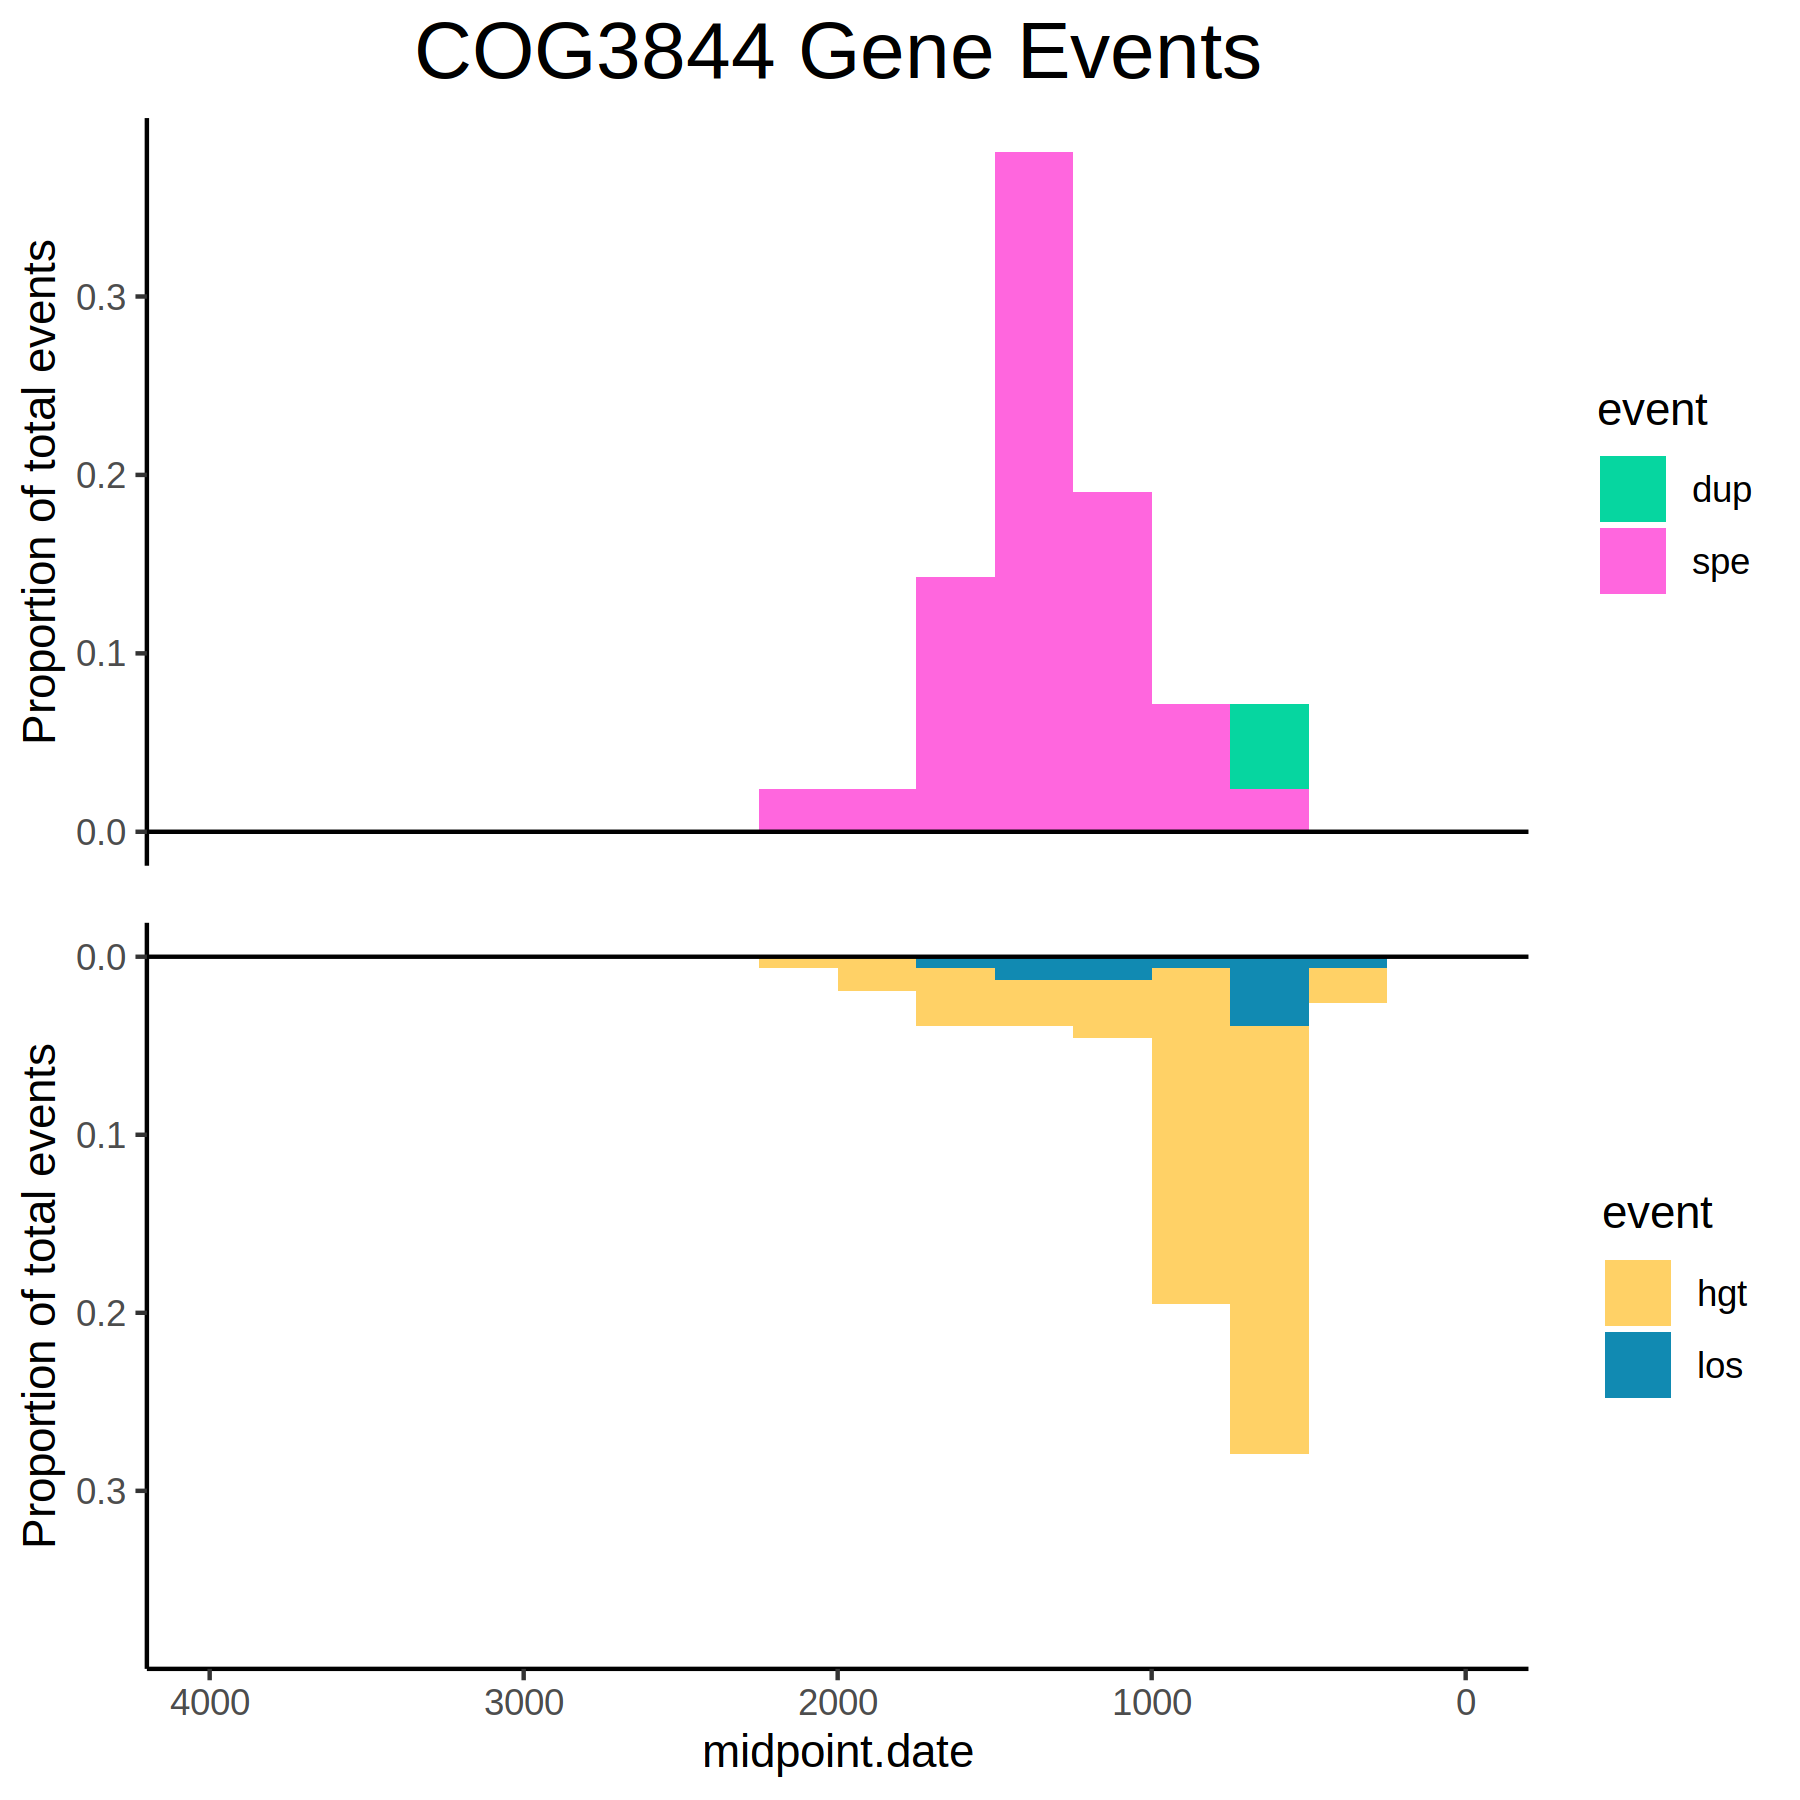 COG3844 Gene Events
Proportion of total events
0.3
0.2
0.1
0.0
event
dup
spe
Proportion of total events
0.0
0.1
0.2
0.3
event
hgt
los
4000 3000 2000 1000 0
midpoint.date